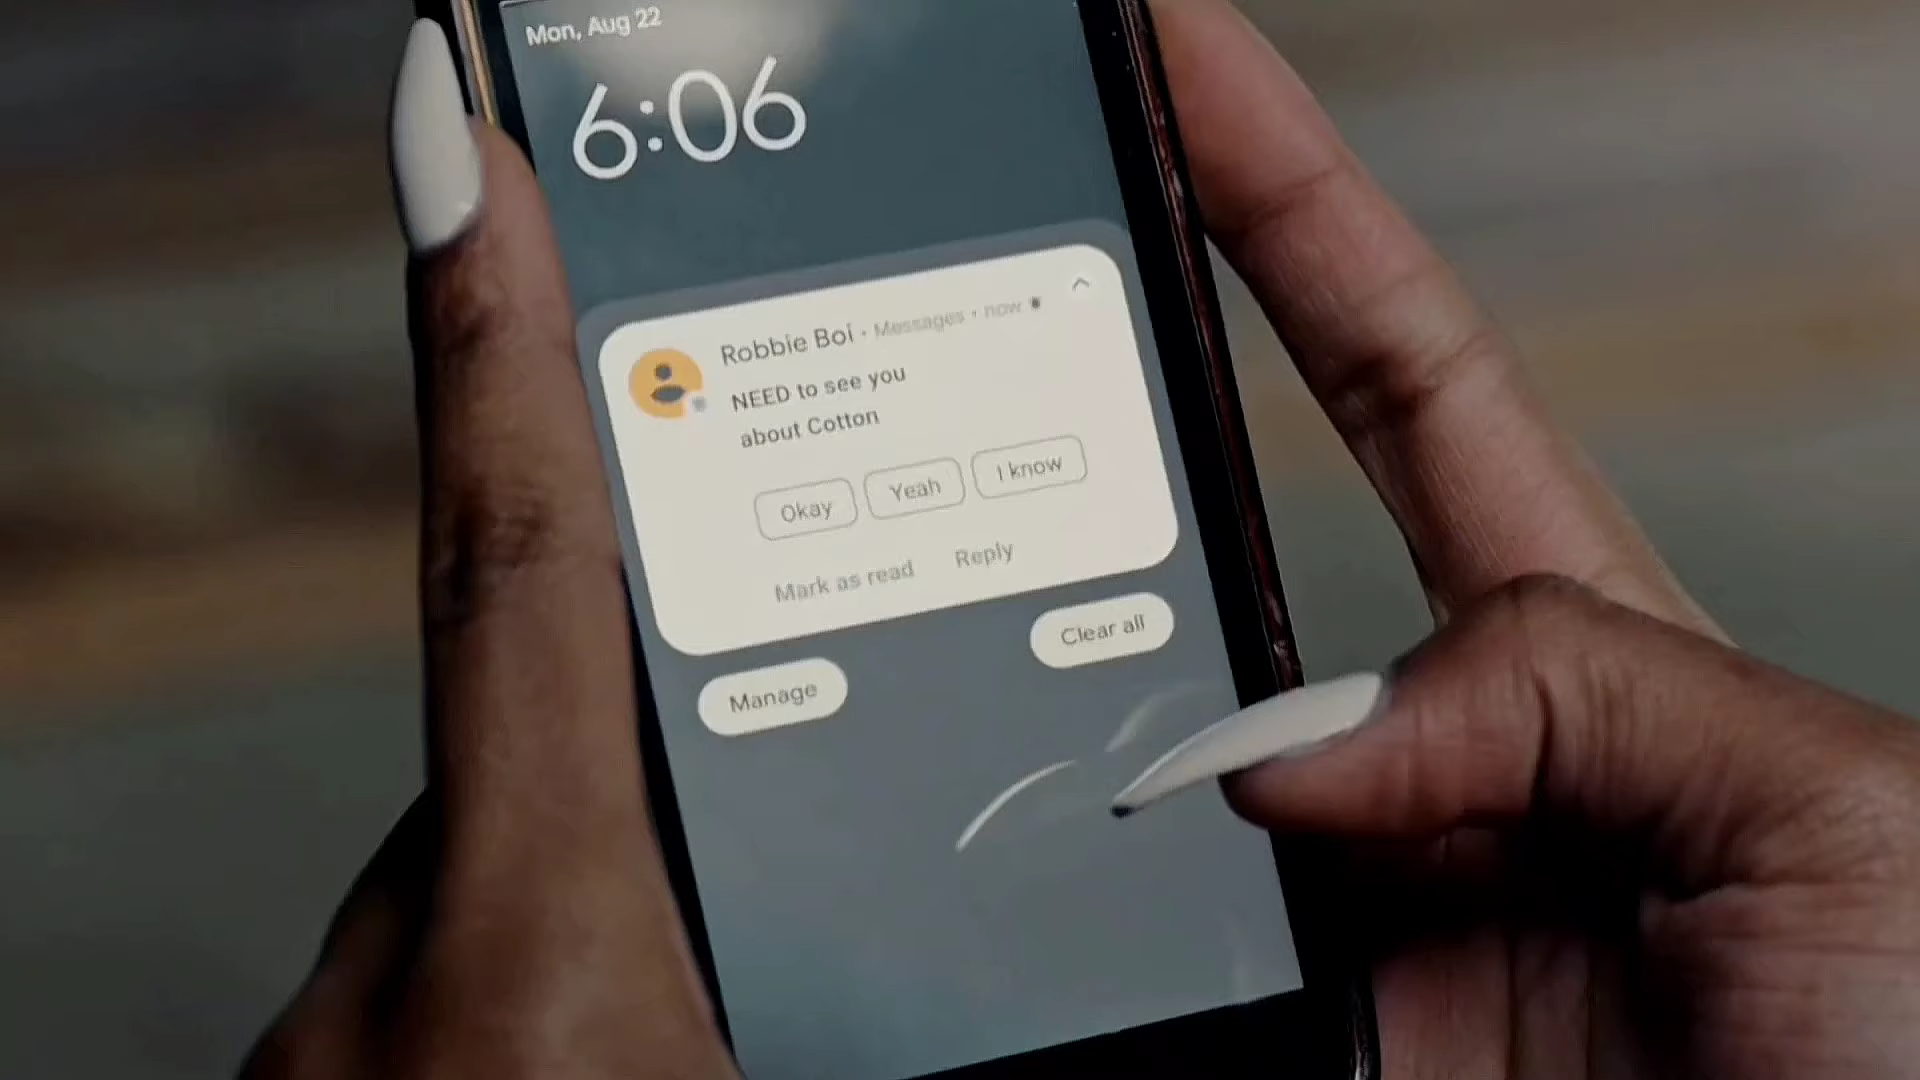 Mon, Aug 22
6:06
Robbie Boi • Messages • now
NEED to see you
about Cotton
Okay
Yeah
I know
Mark as read
Reply
Manage
Clear all